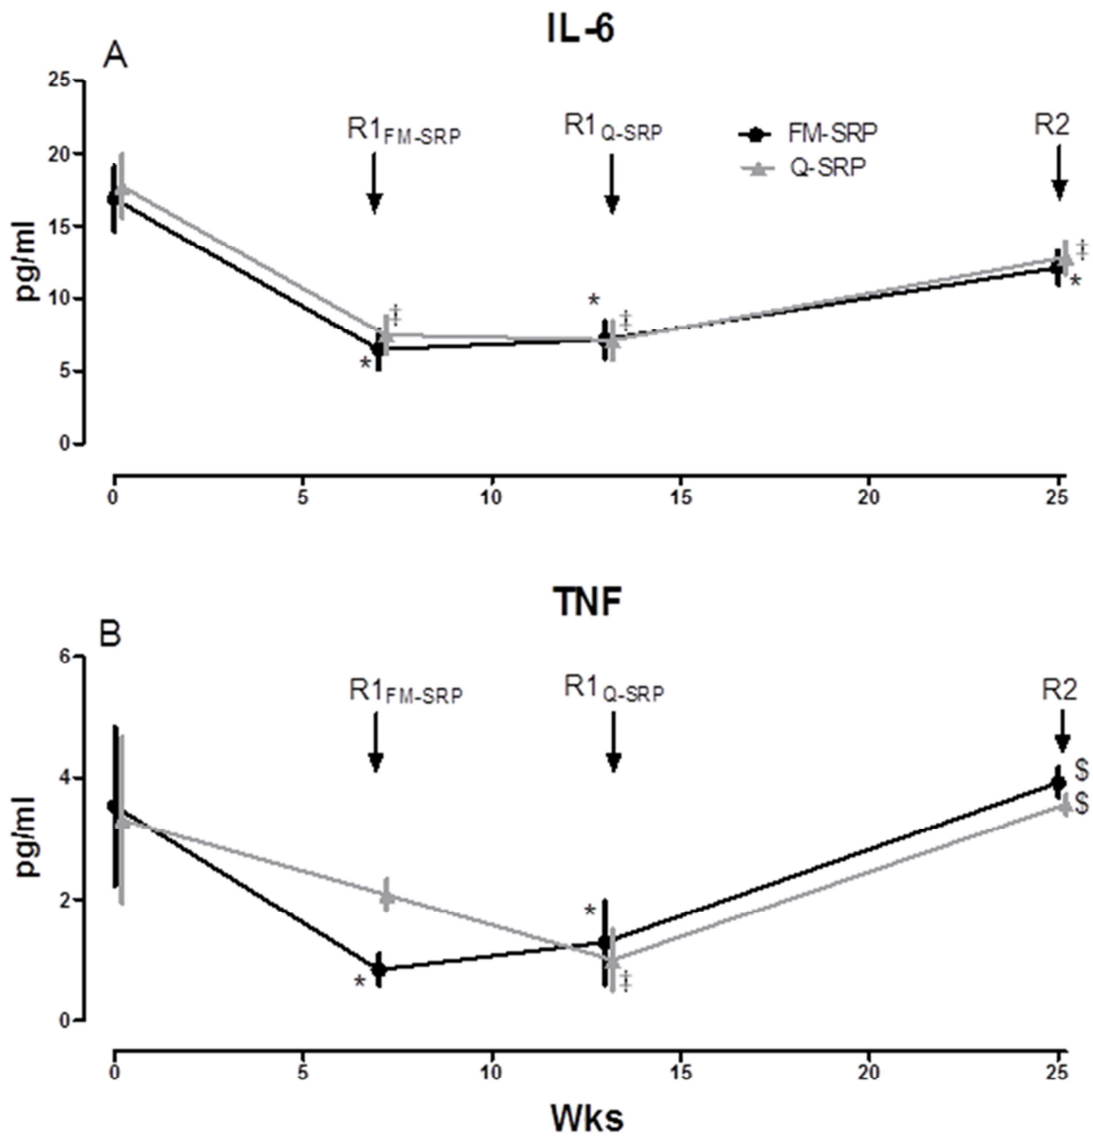 IL-6
A
25
20
15
10
5
0
pg/ml
R1FM-SRP
R1Q-SRP
FM-SRP
Q-SRP
R2
‡
*
*
‡
‡
*
0 5 10 15 20 25
TNF
B
6
4
2
0
pg/ml
R1FM-SRP
R1Q-SRP
R2
$
$
*
*
‡
0 5 10 15 20 25
Wks